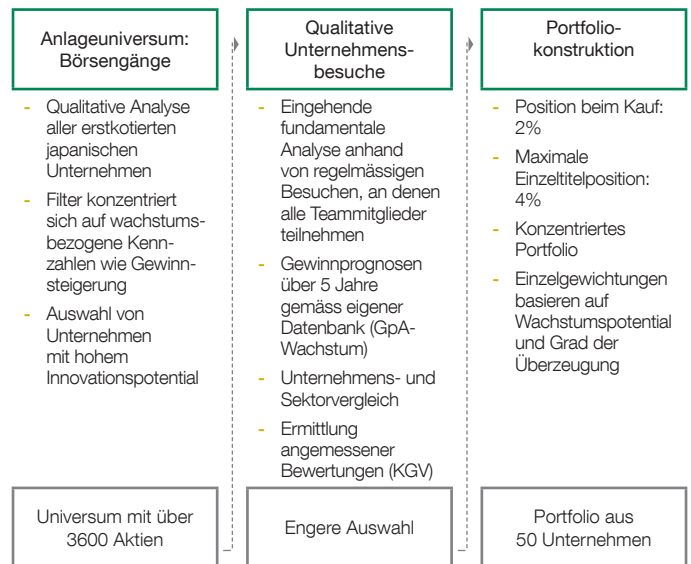 Anlageuniversum:
Börsengänge
- Qualitative Analyse
aller erstkotierten
japanischen
Unternehmen
- Filter konzentriert
sich auf wachstums-
bezogene Kenn-
zahlen wie Gewinn-
steigerung
- Auswahl von
Unternehmen
mit hohem
Innovationspotential
Universum mit über
3600 Aktien
Qualitative
Unternehmens-
besuche
- Eingehende
fundamentale
Analyse anhand
von regelmässigen
Besuchen, an denen
alle Teammitglieder
teilnehmen
- Gewinnprognosen
über 5 Jahre
gemäss eigener
Datenbank (GpA-
Wachstum)
- Unternehmens- und
Sektorvergleich
- Ermittlung
angemessener
Bewertungen (KGV)
Engere Auswahl
Portfolio-
konstruktion
- Position beim Kauf:
2%
- Maximale
Einzeltitelposition:
4%
- Konzentriertes
Portfolio
- Einzelgewichtungen
basieren auf
Wachstumspotential
und Grad der
Überzeugung
Portfolio aus
50 Unternehmen